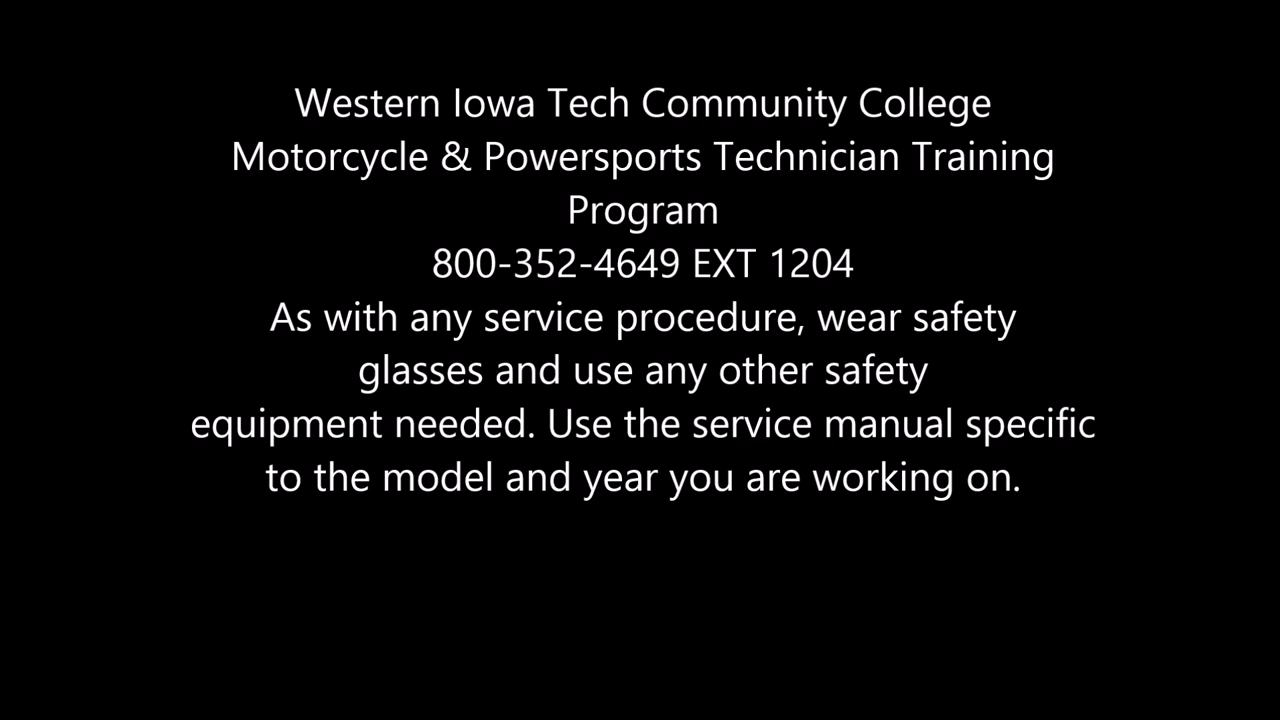 Western Iowa Tech Community College
Motorcycle & Powersports Technician Training
Program
800-352-4649 EXT 1204
As with any service procedure, wear safety
glasses and use any other safety
equipment needed. Use the service manual specific
to the model and year you are working on.